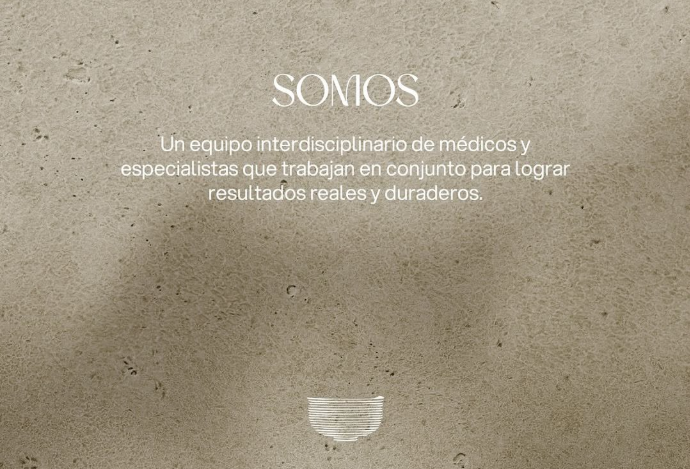 SOMOS
Un equipo interdisciplinario de médicos y
especialistas que trabajan en conjunto para lograr
resultados reales y duraderos.